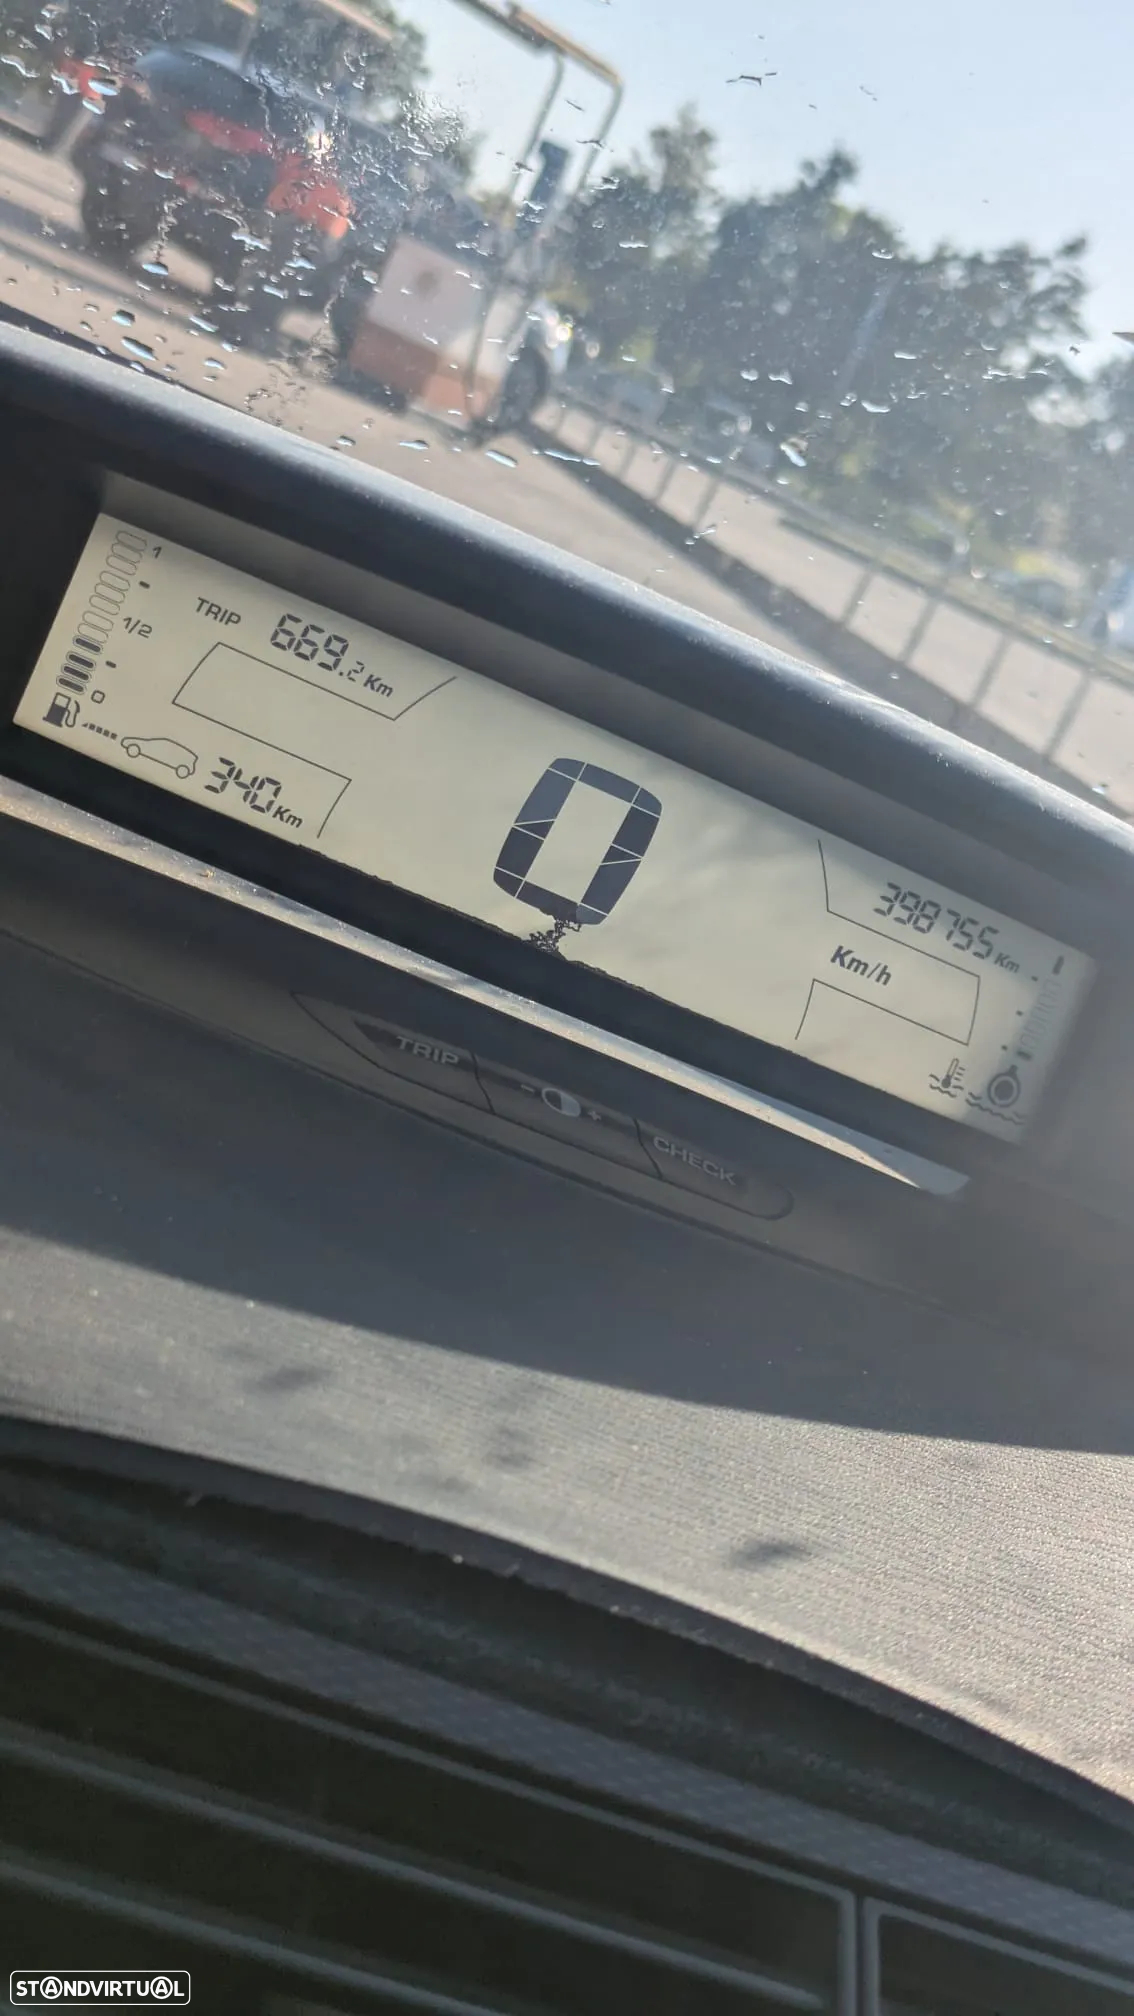 1
1/2
0
TRIP 669.2 Km
340 Km
0
398755 Km
Km/h
TRIP
- +
CHECK
STANDVIRTUAL